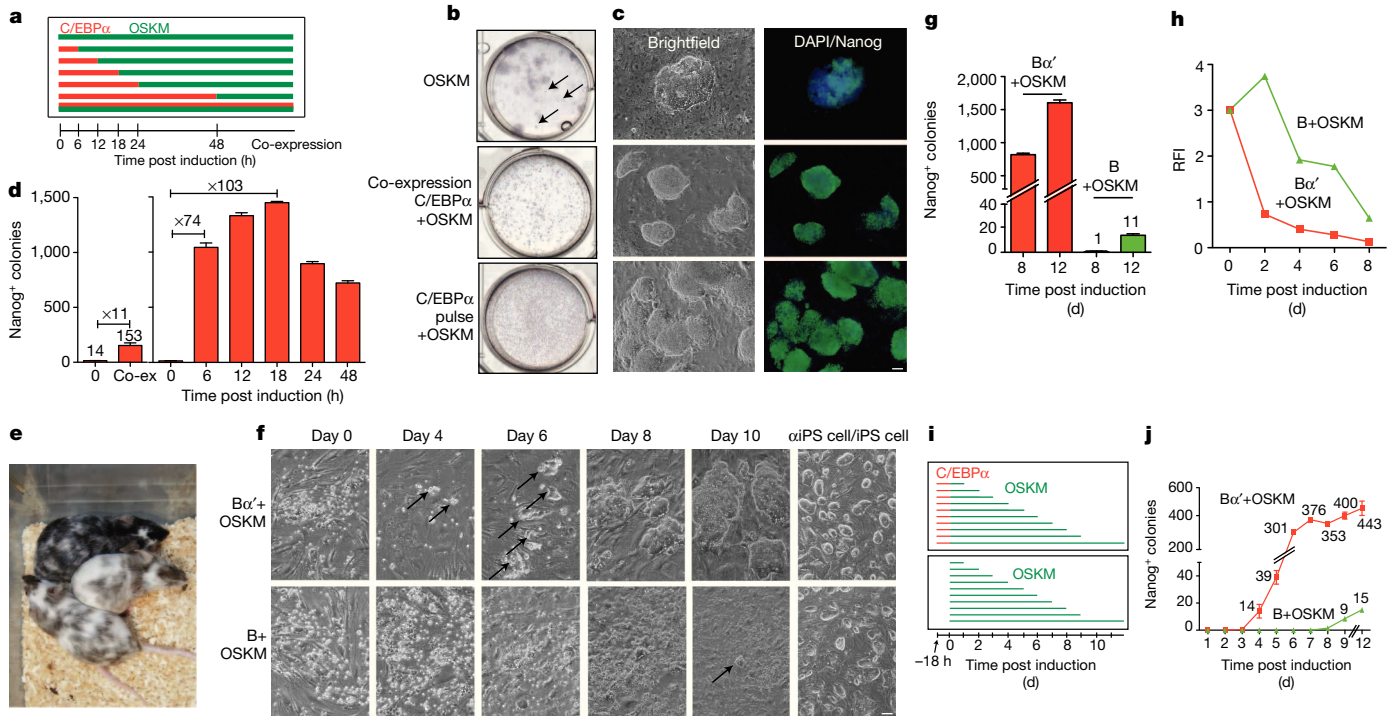 a
C/EBPα OSKM
0 6 12 18 24 48 Co-expression
Time post induction (h)
b
OSKM
Co-expression
C/EBPα
+OSKM
C/EBPα
pulse
+OSKM
c
Brightfield DAPI/Nanog
d
Nanog⁺ colonies
1,500
1,000
500
0
×103
×74
×11
14 153
0 Co-ex 0 6 12 18 24 48
Time post induction (h)
e
f
Day 0 Day 4 Day 6 Day 8 Day 10 αiPS cell/iPS cell
Bα′+
OSKM
B+
OSKM
g
Nanog⁺ colonies
2,000
1,500
1,000
500
40
20
0
Bα′
+OSKM
B
+OSKM
1 11
8 12 8 12
Time post induction
(d)
h
RFI
6
4
2
0
B+OSKM
Bα′
+OSKM
0 2 4 6 8
Time post induction
(d)
i
C/EBPα
OSKM
OSKM
–18 h
0 2 4 6 8 10
Time post induction
(d)
j
Nanog⁺ colonies
600
400
200
40
20
0
Bα′+OSKM
14 39 301 376 353 400 443
B+OSKM
9 15
1 2 3 4 5 6 7 8 9 12
Time post induction
(d)